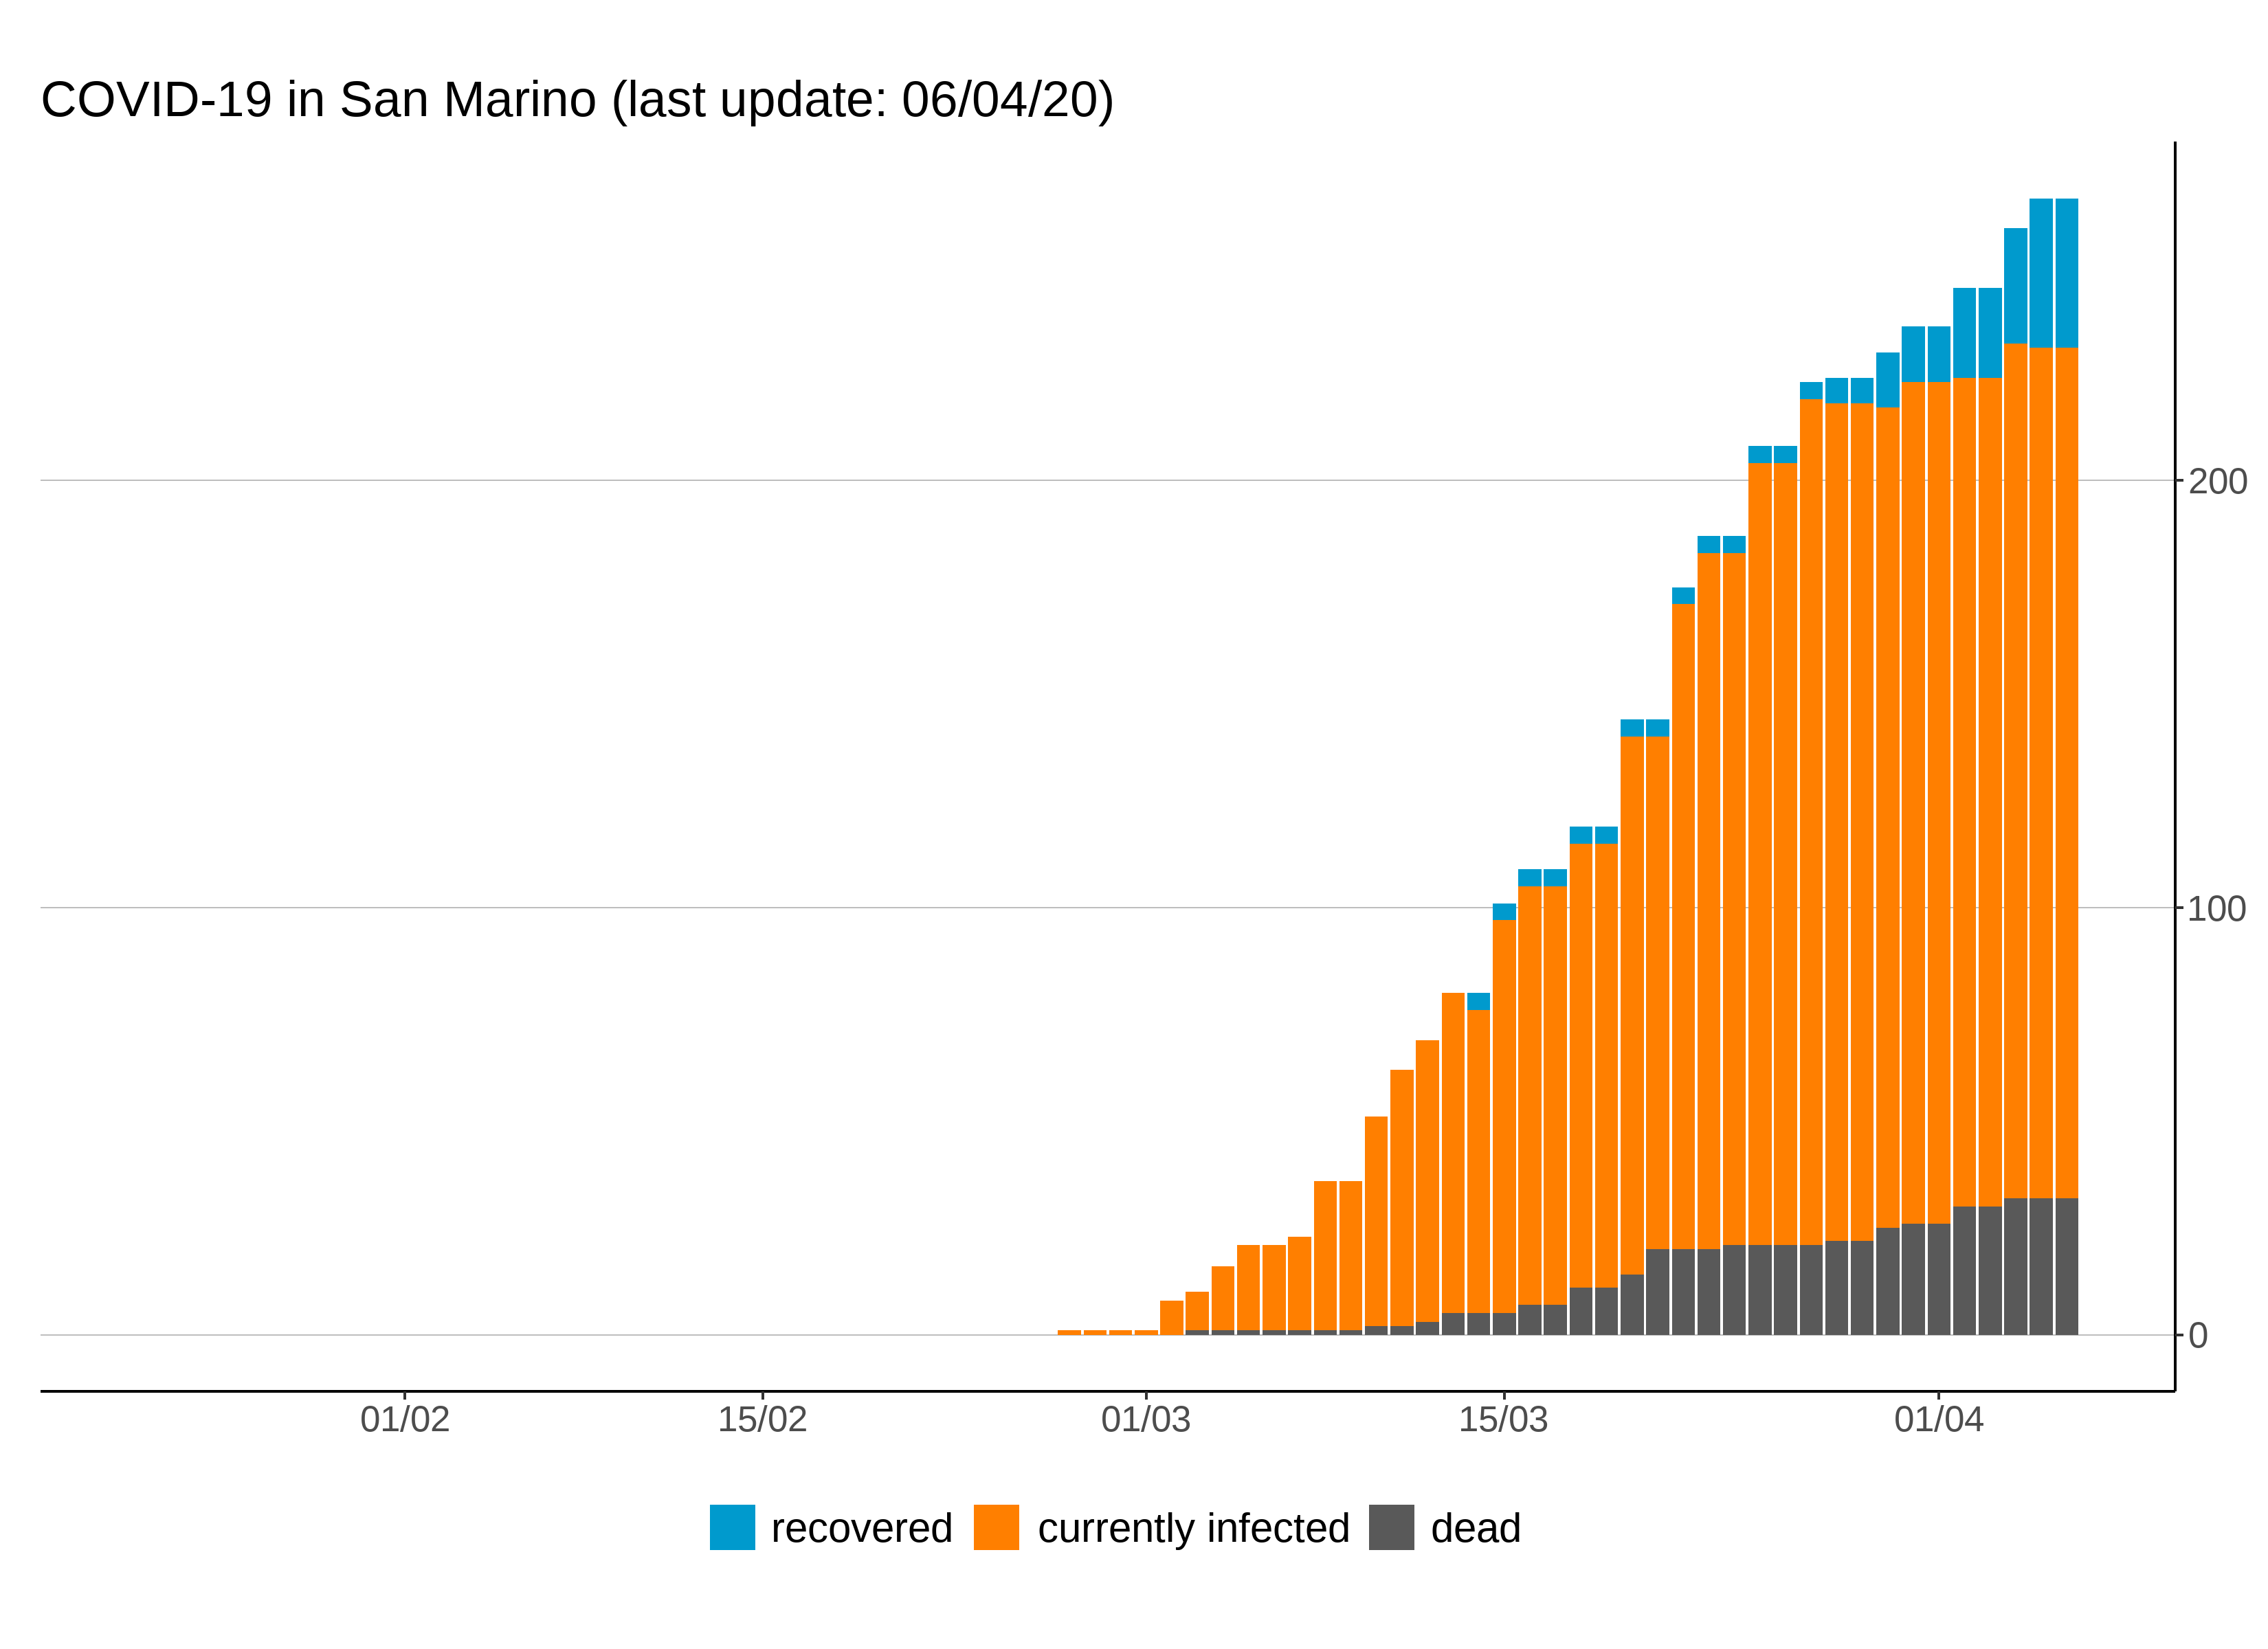 COVID-19 in San Marino (last update: 06/04/20)
200
100
0
01/02 15/02 01/03 15/03 01/04
recovered currently infected dead